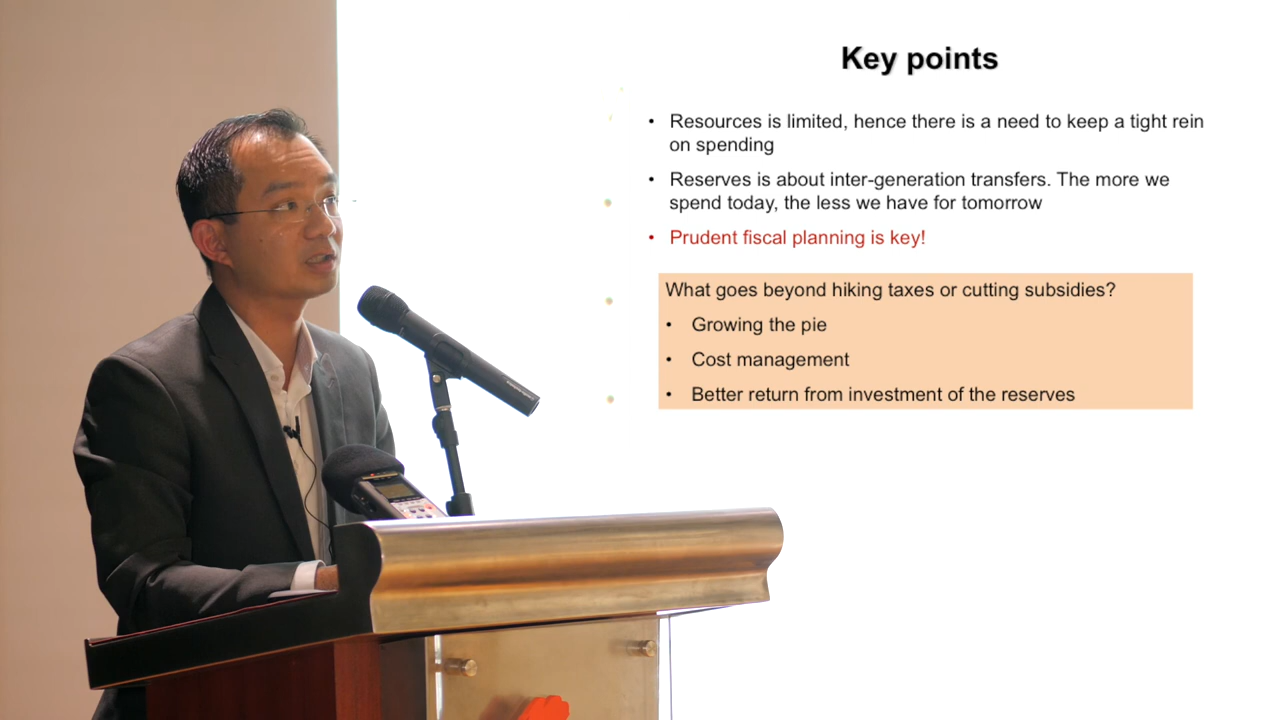 Key points
• Resources is limited, hence there is a need to keep a tight rein
on spending
• Reserves is about inter-generation transfers. The more we
spend today, the less we have for tomorrow
• Prudent fiscal planning is key!
What goes beyond hiking taxes or cutting subsidies?
• Growing the pie
• Cost management
• Better return from investment of the reserves